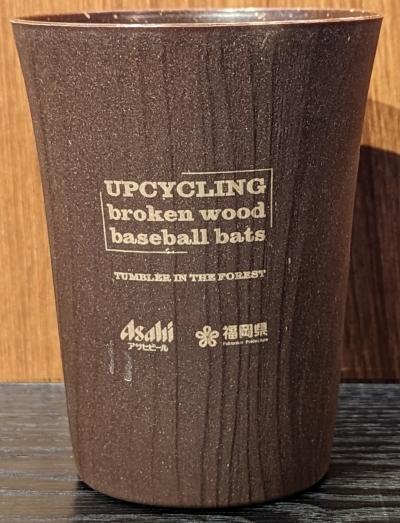 UPCYCLING
broken wood
baseball bats
TUMBLER IN THE FOREST
Asahi
アサヒビール
福岡県
Fukuoka Prefecture